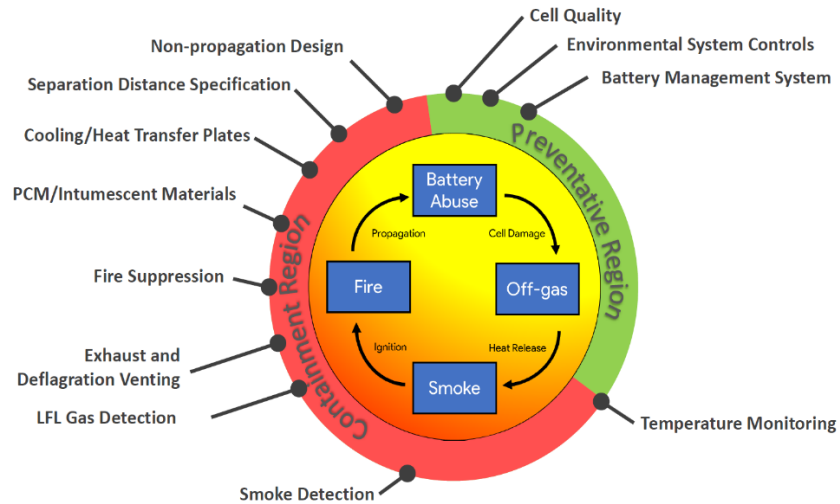 Cell Quality
Non-propagation Design
Environmental System Controls
Separation Distance Specification
Battery Management System
Cooling/Heat Transfer Plates
PCM/Intumescent Materials
Fire Suppression
Exhaust and
Deflagration Venting
LFL Gas Detection
Smoke Detection
Temperature Monitoring
Preventative Region
Containment Region
Battery
Abuse
Cell Damage
Off-gas
Heat Release
Smoke
Ignition
Fire
Propagation